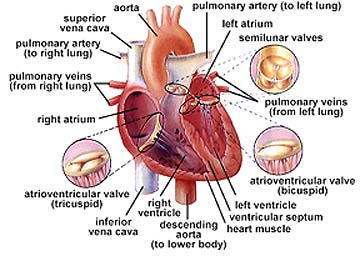 aorta
pulmonary artery (to left lung)
superior
vena cava
left atrium
semilunar valves
pulmonary artery
(to right lung)
pulmonary veins
(from right lung)
pulmonary veins
(from left lung)
right atrium
atrioventricular valve
(tricuspid)
atrioventricular valve
(bicuspid)
inferior
vena cava
right
ventricle
descending
aorta
(to lower body)
left ventricle
ventricular septum
heart muscle